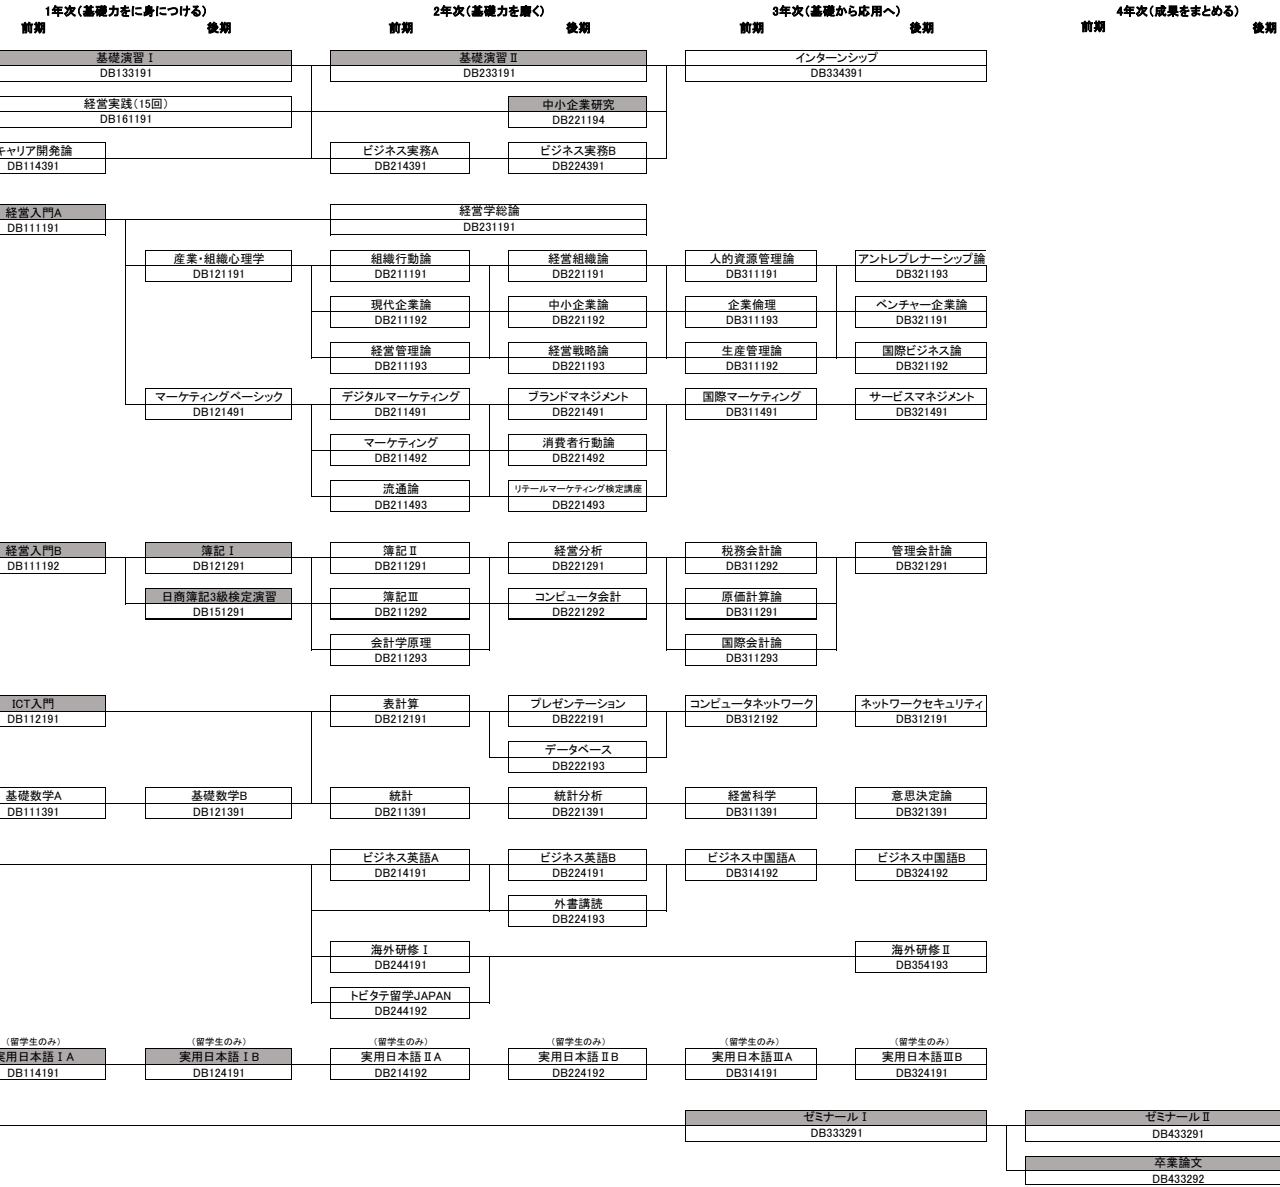 1年次（基礎力をに身につける） 2年次（基礎力を磨く） 3年次（基礎から応用へ） 4年次（成果をまとめる）
前期 後期 前期 後期 前期 後期 前期 後期
基礎演習Ⅰ 基礎演習Ⅱ インターンシップ
DB133191 DB233191 DB334391
経営実践（15回） 中小企業研究
DB161191 DB221194
キャリア開発論 ビジネス実務A ビジネス実務B
DB114391 DB214391 DB224391
経営入門A 経営学総論
DB111191 DB231191
産業・組織心理学 組織行動論 経営組織論 人的資源管理論 アントレプレナーシップ論
DB121191 DB211191 DB221191 DB311191 DB321193
現代企業論 中小企業論 企業倫理 ベンチャー企業論
DB211192 DB221192 DB311193 DB321191
経営管理論 経営戦略論 生産管理論 国際ビジネス論
DB211193 DB221193 DB311192 DB321192
マーケティングベーシック デジタルマーケティング ブランドマネジメント 国際マーケティング サービスマネジメント
DB121491 DB211491 DB221491 DB311491 DB321491
マーケティング 消費者行動論
DB211492 DB221492
流通論 リテールマーケティング検定講座
DB211493 DB221493
経営入門B 簿記Ⅰ 簿記Ⅱ 経営分析 税務会計論 管理会計論
DB111192 DB121291 DB211291 DB221291 DB311292 DB321291
日商簿記3級検定演習 簿記Ⅲ コンピュータ会計 原価計算論
DB151291 DB211292 DB221292 DB311291
会計学原理 国際会計論
DB211293 DB311293
ICT入門 表計算 プレゼンテーション コンピュータネットワーク ネットワークセキュリティ
DB112191 DB212191 DB222191 DB312192 DB312191
データベース
DB222193
基礎数学A 基礎数学B 統計 統計分析 経営科学 意思決定論
DB111391 DB121391 DB211391 DB221391 DB311391 DB321391
ビジネス英語A ビジネス英語B ビジネス中国語A ビジネス中国語B
DB214191 DB224191 DB314192 DB324192
外書講読
DB224193
海外研修Ⅰ 海外研修Ⅱ
DB244191 DB354193
トビタテ留学JAPAN
DB244192
（留学生のみ） （留学生のみ） （留学生のみ） （留学生のみ） （留学生のみ） （留学生のみ）
実用日本語ⅠA 実用日本語ⅠB 実用日本語ⅡA 実用日本語ⅡB 実用日本語ⅢA 実用日本語ⅢB
DB114191 DB124191 DB214192 DB224192 DB314191 DB324191
ゼミナールⅠ ゼミナールⅡ
DB333291 DB433291
卒業論文
DB433292